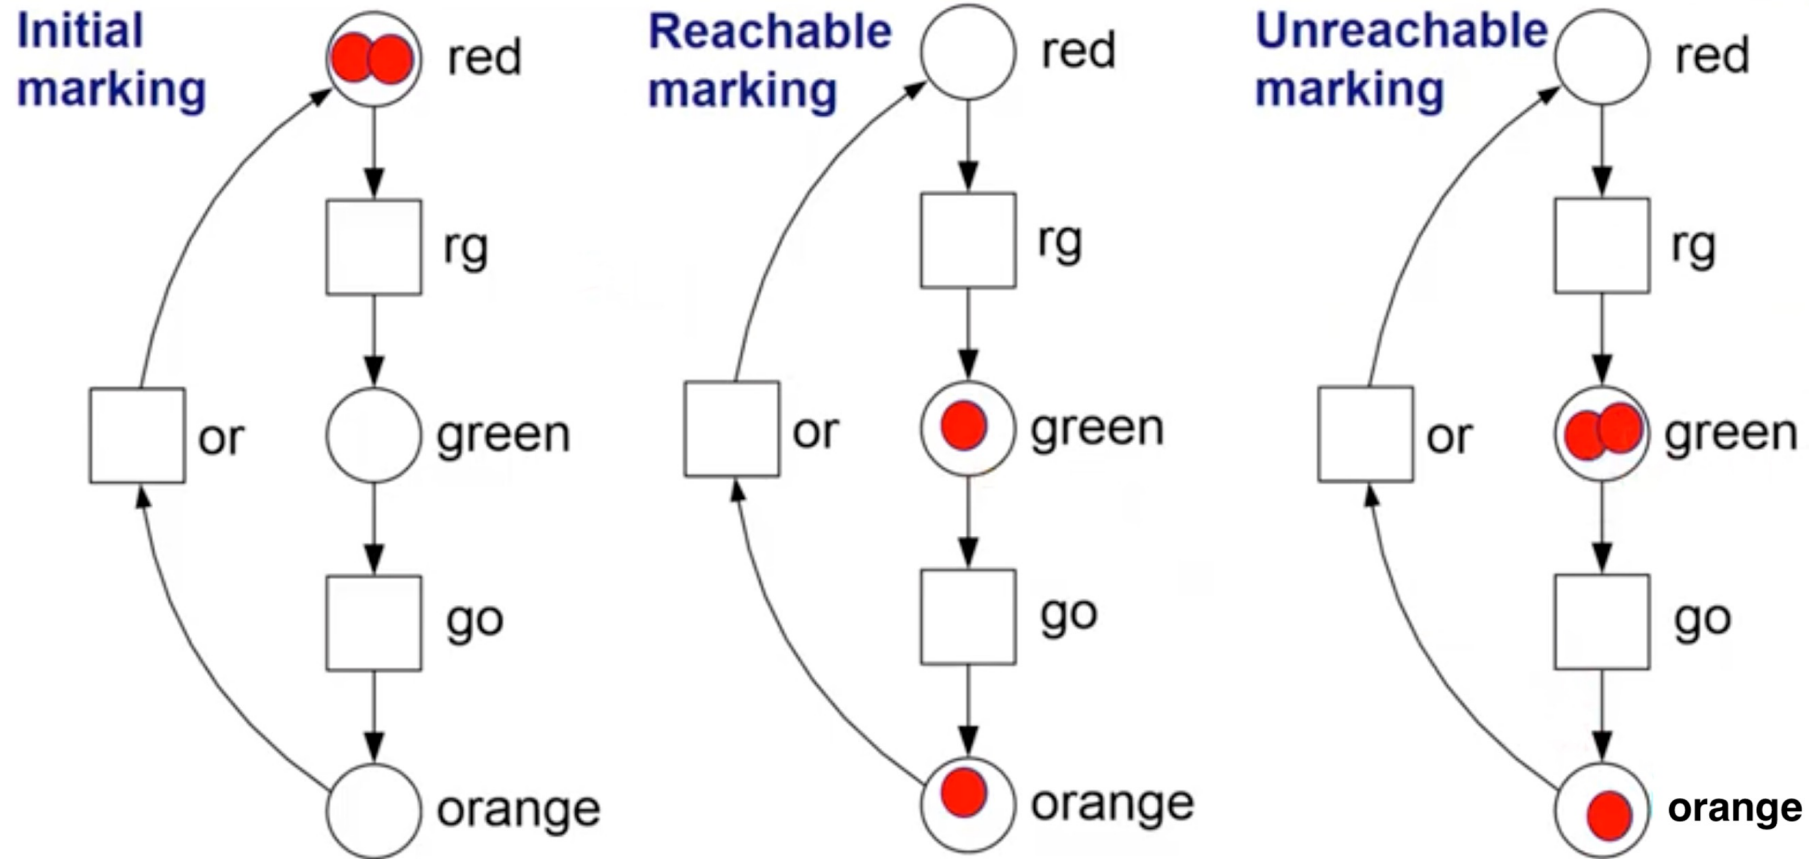 Initial
marking
red
rg
or
green
go
orange
Reachable
marking
red
rg
or
green
go
orange
Unreachable
marking
red
rg
or
green
go
orange